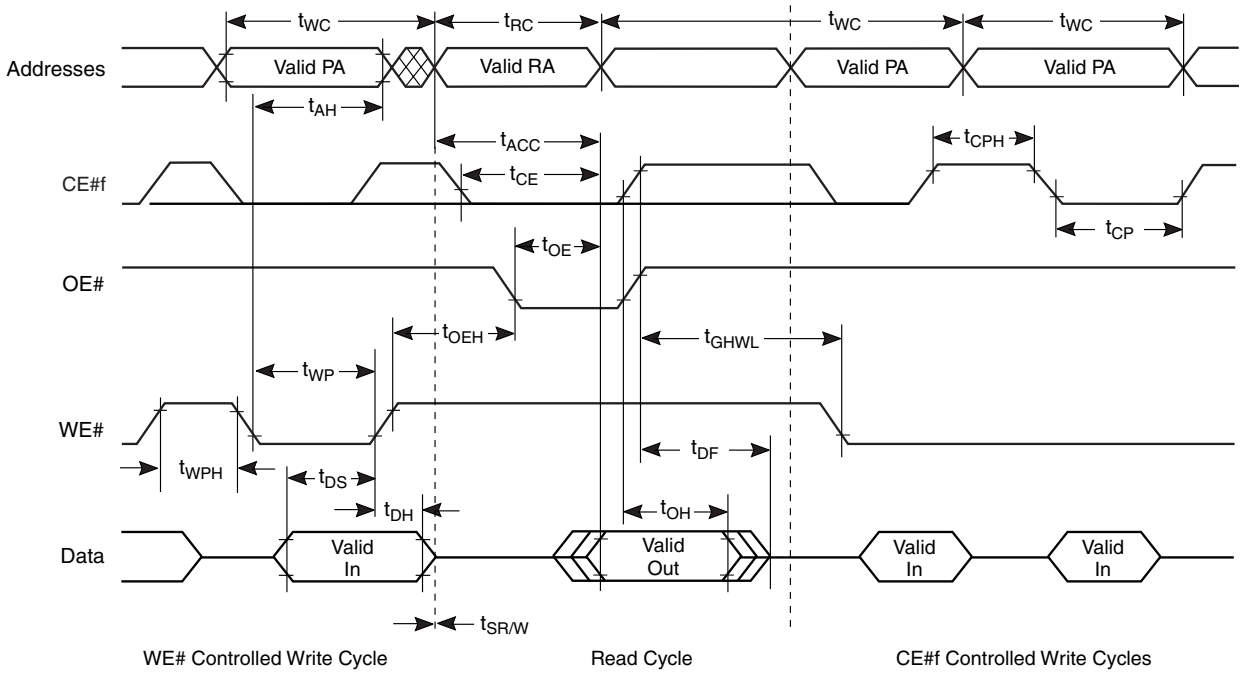 tWC
tRC
tWC
tWC
Addresses
Valid PA
Valid RA
Valid PA
Valid PA
tAH
tACC
tCPH
CE#f
tCE
tOE
tCP
OE#
tOEH
tGHWL
tWP
WE#
tWPH
tDS
tDF
tDH
tOH
Data
Valid
In
Valid
Out
Valid
In
Valid
In
tSR/W
WE# Controlled Write Cycle
Read Cycle
CE#f Controlled Write Cycles